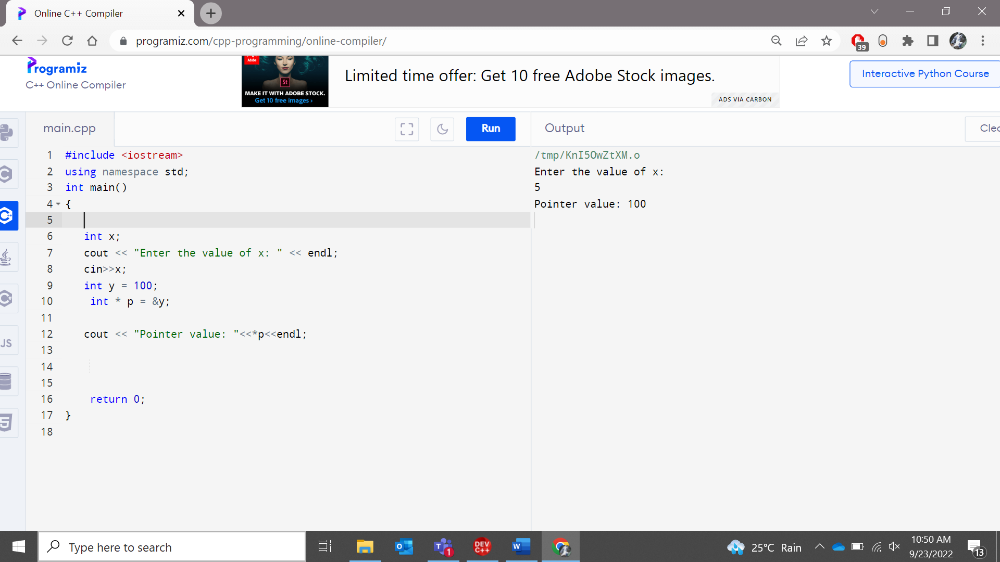 Online C++ Compiler
programiz.com/cpp-programming/online-compiler/
39
Programiz
C++ Online Compiler
Adobe
St
MAKE IT WITH ADOBE STOCK.
Get 10 free images ›
Limited time offer: Get 10 free Adobe Stock images.
ADS VIA CARBON
Interactive Python Course
main.cpp
Run
Output
Clea
1 #include <iostream>
2 using namespace std;
3 int main()
4 {
5
6 int x;
7 cout << "Enter the value of x: " << endl;
8 cin>>x;
9 int y = 100;
10 int * p = &y;
11
12 cout << "Pointer value: "<<*p<<endl;
13
14
15
16 return 0;
17 }
18
/tmp/KnI5OwZtXM.o
Enter the value of x:
5
Pointer value: 100
JS
Type here to search
T 1
DEV
C++
W
25°C Rain
10:50 AM
9/23/2022
13